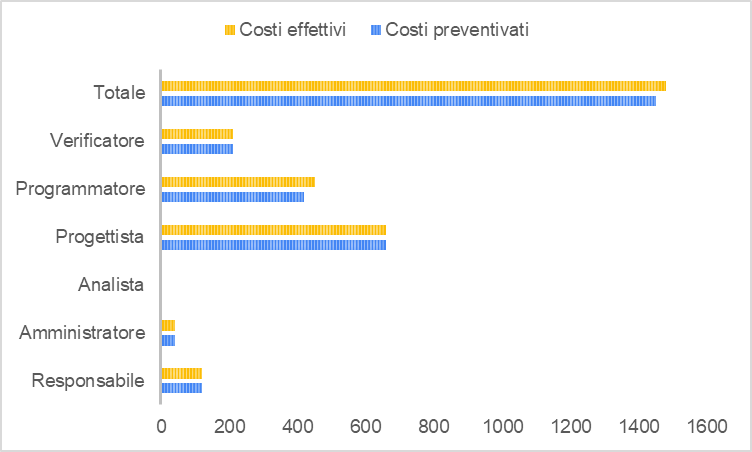 Costi effettivi Costi preventivati
Totale
Verificatore
Programmatore
Progettista
Analista
Amministratore
Responsabile
0 200 400 600 800 1000 1200 1400 1600